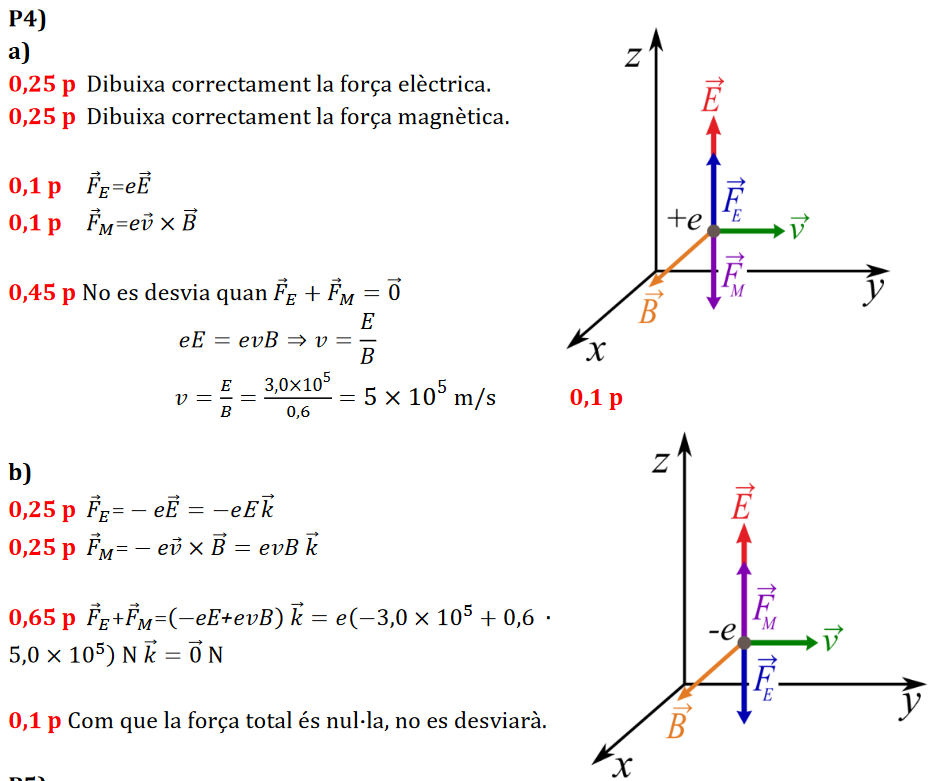 P4)
a)
0,25 p Dibuixa correctament la força elèctrica.
0,25 p Dibuixa correctament la força magnètica.
0,1 p $\vec{F}_E$=$e\vec{E}$
0,1 p $\vec{F}_M$=$e\vec{v} \times \vec{B}$
0,45 p No es desvia quan $\vec{F}_E + \vec{F}_M = \vec{0}$
$eE = evB \Rightarrow v = \frac{E}{B}$
$v = \frac{E}{B} = \frac{3,0 \times 10^5}{0,6} = 5 \times 10^5$ m/s 0,1 p
z
$\vec{E}$
$\vec{F}_E$
+e
$\vec{v}$
$\vec{F}_M$
$\vec{B}$
y
x
b)
0,25 p $\vec{F}_E$= − $e\vec{E} = -eE\vec{k}$
0,25 p $\vec{F}_M$= − $e\vec{v} \times \vec{B} = evB\ \vec{k}$
0,65 p $\vec{F}_E$+$\vec{F}_M$=(−eE+evB) $\vec{k} = e(-3,0 \times 10^5 + 0,6\ \cdot$
$5,0 \times 10^5)$ N $\vec{k} = \vec{0}$ N
0,1 p Com que la força total és nul·la, no es desviarà.
z
$\vec{E}$
$\vec{F}_M$
-e
$\vec{v}$
$\vec{F}_E$
$\vec{B}$
y
x